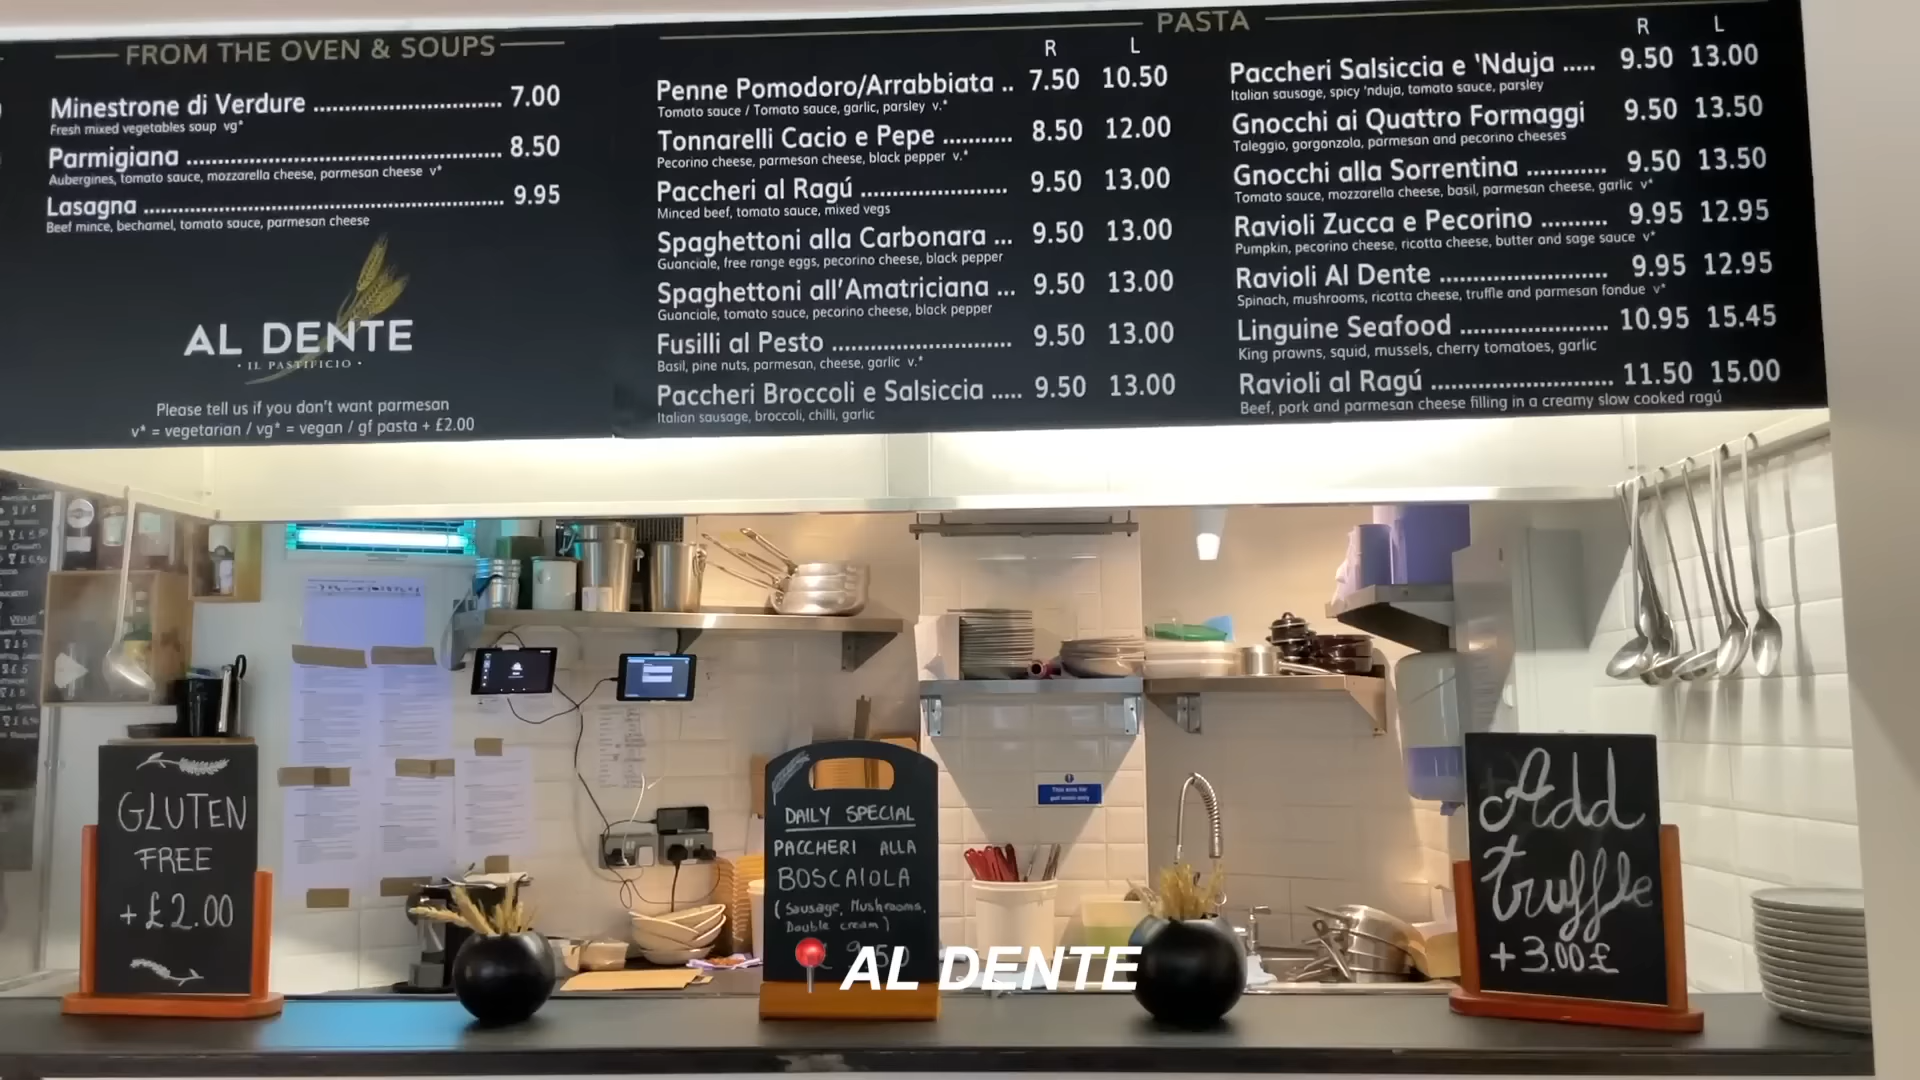 FROM THE OVEN & SOUPS
Minestrone di Verdure ........................... 7.00
Fresh mixed vegetables soup vg*
Parmigiana ............................................. 8.50
Aubergines, tomato sauce, mozzarella cheese, parmesan cheese v*
Lasagna .................................................. 9.95
Beef mince, bechamel, tomato sauce, parmesan cheese
AL DENTE
· IL PASTIFICIO ·
Please tell us if you don't want parmesan
v* = vegetarian / vg* = vegan / gf pasta + £2.00
PASTA
R L
Penne Pomodoro/Arrabbiata .. 7.50 10.50
Tomato sauce / Tomato sauce, garlic, parsley v.*
Tonnarelli Cacio e Pepe ........... 8.50 12.00
Pecorino cheese, parmesan cheese, black pepper v.*
Paccheri al Ragú ....................... 9.50 13.00
Minced beef, tomato sauce, mixed vegs
Spaghettoni alla Carbonara ... 9.50 13.00
Guanciale, free range eggs, pecorino cheese, black pepper
Spaghettoni all'Amatriciana ... 9.50 13.00
Guanciale, tomato sauce, pecorino cheese, black pepper
Fusilli al Pesto ............................ 9.50 13.00
Basil, pine nuts, parmesan, cheese, garlic v.*
Paccheri Broccoli e Salsiccia ..... 9.50 13.00
Italian sausage, broccoli, chilli, garlic
R L
Paccheri Salsiccia e 'Nduja ..... 9.50 13.00
Italian sausage, spicy 'nduja, tomato sauce, parsley
Gnocchi ai Quattro Formaggi 9.50 13.50
Taleggio, gorgonzola, parmesan and pecorino cheeses
Gnocchi alla Sorrentina ............ 9.50 13.50
Tomato sauce, mozzarella cheese, basil, parmesan cheese, garlic v*
Ravioli Zucca e Pecorino .......... 9.95 12.95
Pumpkin, pecorino cheese, ricotta cheese, butter and sage sauce v*
Ravioli Al Dente ......................... 9.95 12.95
Spinach, mushrooms, ricotta cheese, truffle and parmesan fondue v*
Linguine Seafood ...................... 10.95 15.45
King prawns, squid, mussels, cherry tomatoes, garlic
Ravioli al Ragú ........................... 11.50 15.00
Beef, pork and parmesan cheese filling in a creamy slow cooked ragú
GLUTEN
FREE
+£2.00
DAILY SPECIAL
PACCHERI ALLA
BOSCAIOLA
(Sausage, Mushrooms,
Double cream)
9.50
Add
truffle
+3.00£
AL DENTE